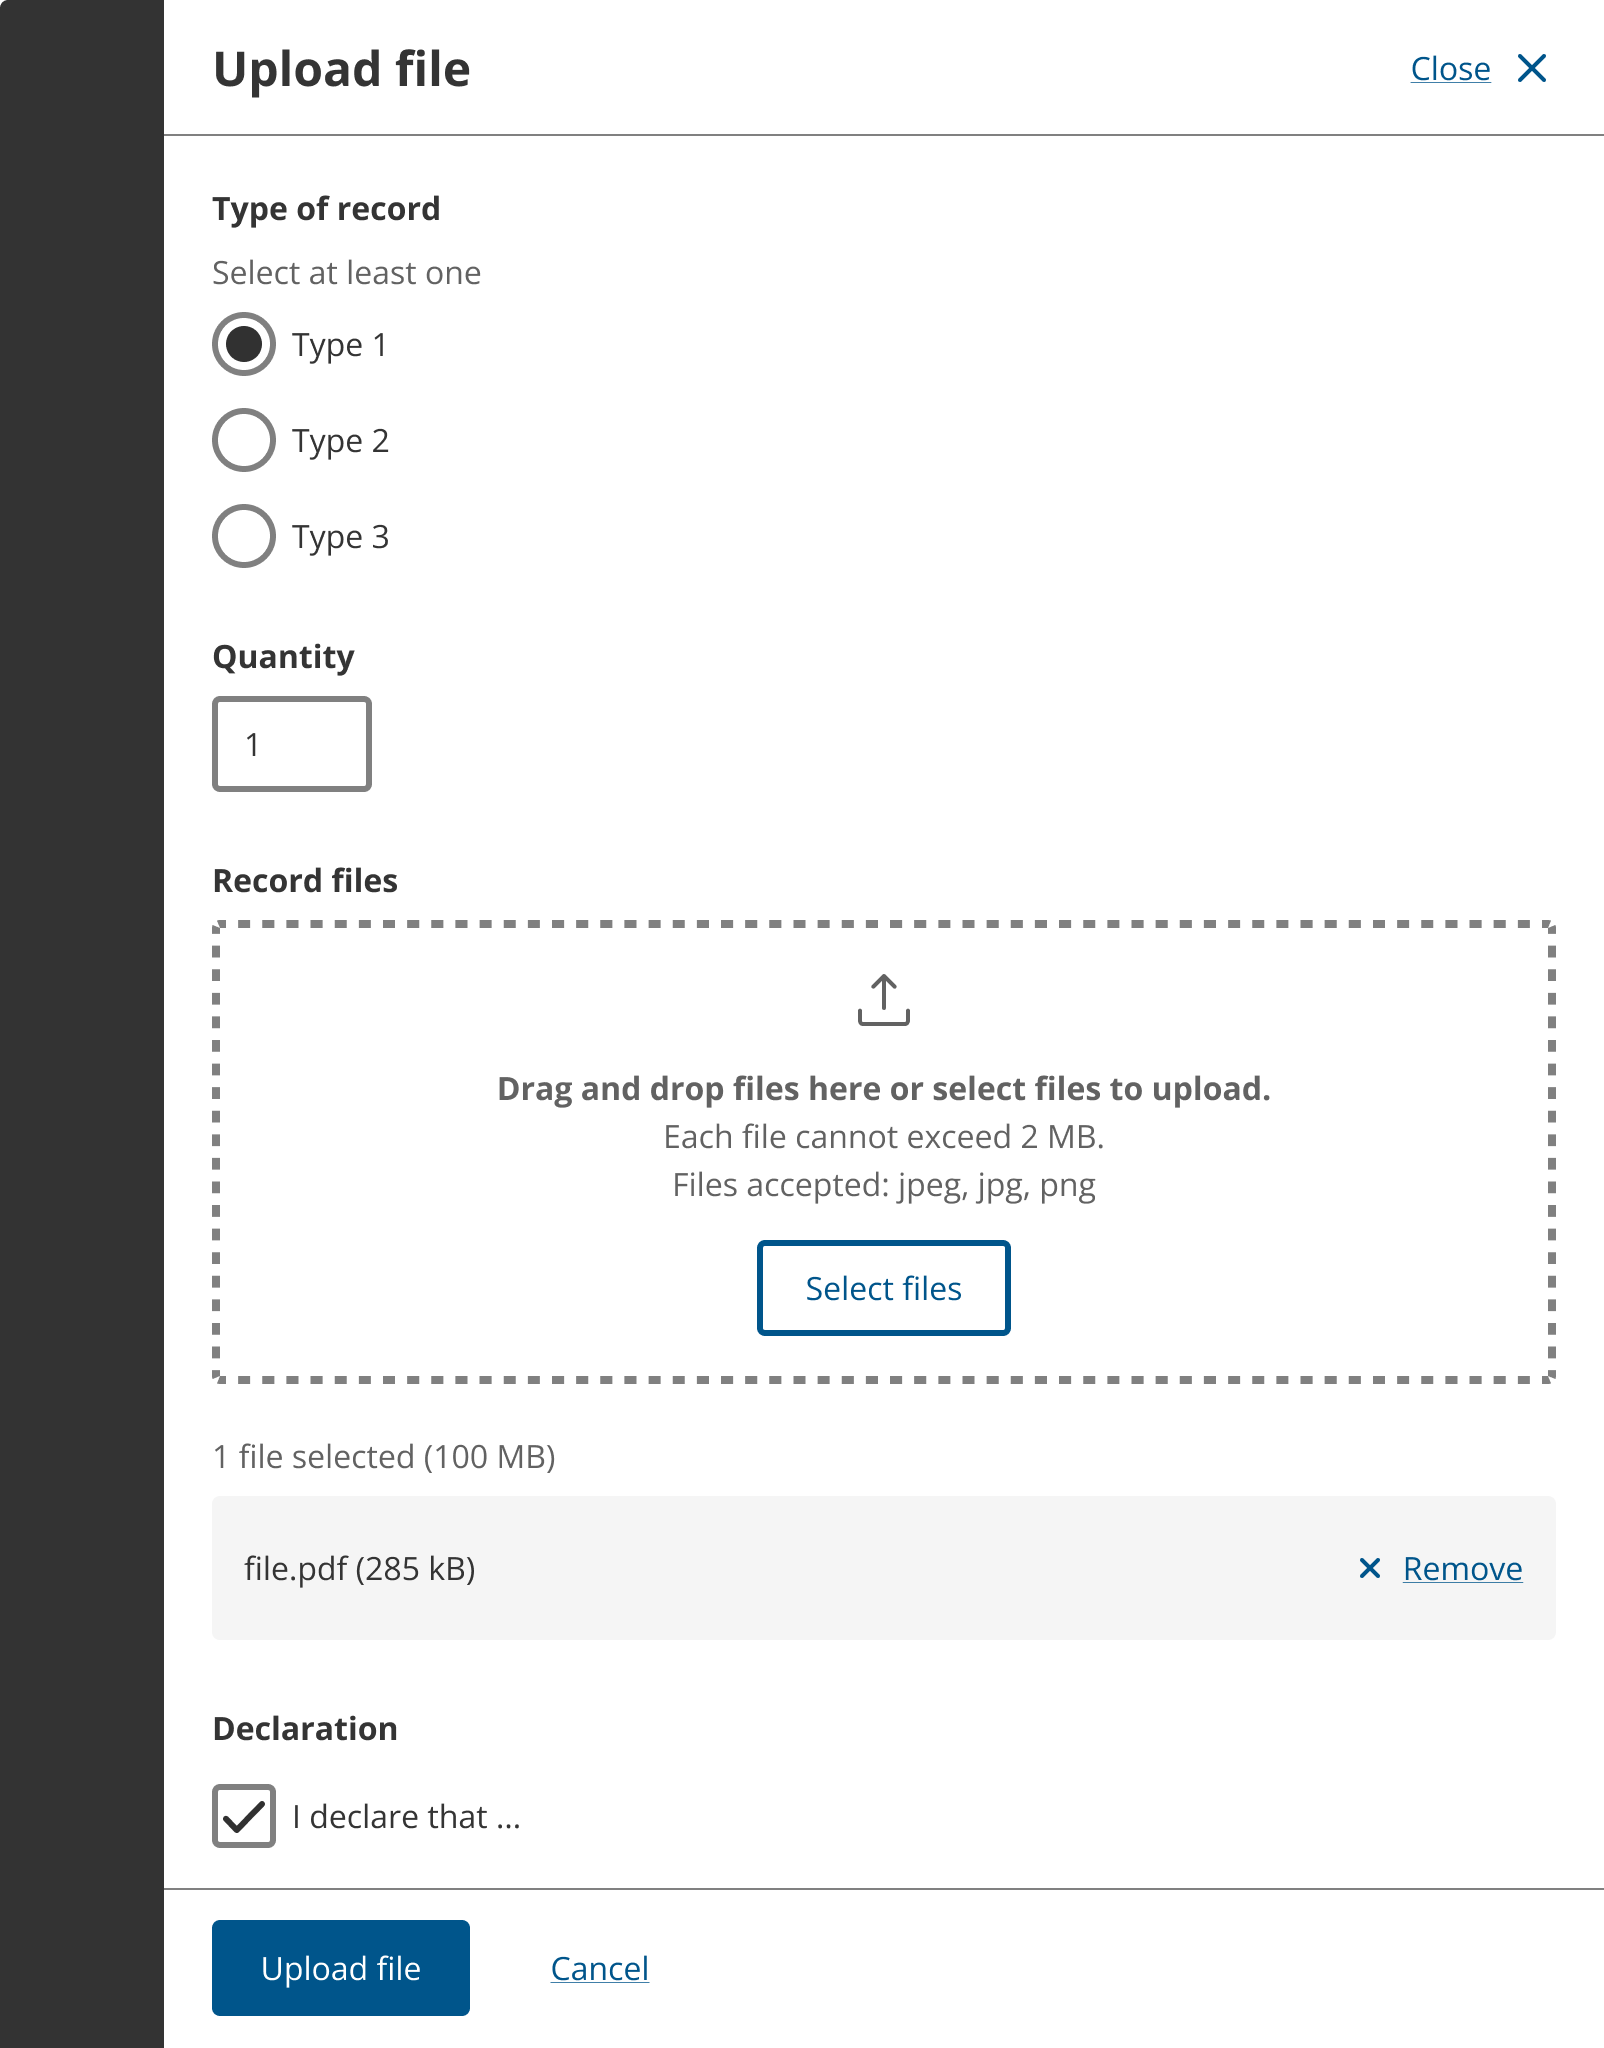 Upload file
Close
Type of record
Select at least one
Type 1
Type 2
Type 3
Quantity
1
Record files
Drag and drop files here or select files to upload.
Each file cannot exceed 2 MB.
Files accepted: jpeg, jpg, png
Select files
1 file selected (100 MB)
file.pdf (285 kB)
Remove
Declaration
I declare that ...
Upload file
Cancel